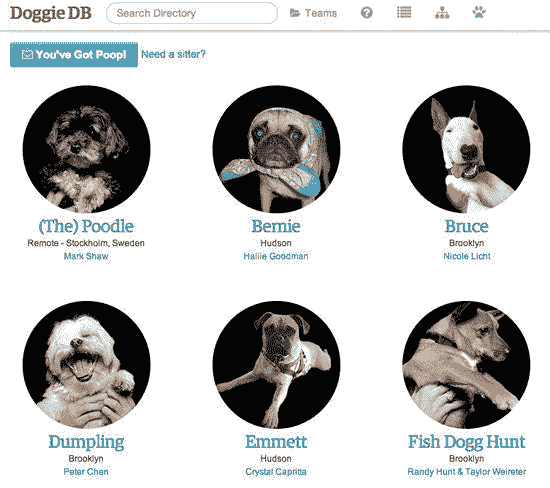 Doggie DB Search Directory Teams
You've Got Poop! Need a sitter?
(The) Poodle Bernie Bruce
Remote - Stockholm, Sweden Hudson Brooklyn
Mark Shaw Hallie Goodman Nicole Licht
Dumpling Emmett Fish Dogg Hunt
Brooklyn Hudson Brooklyn
Peter Chen Crystal Capritta Randy Hunt & Taylor Weireter